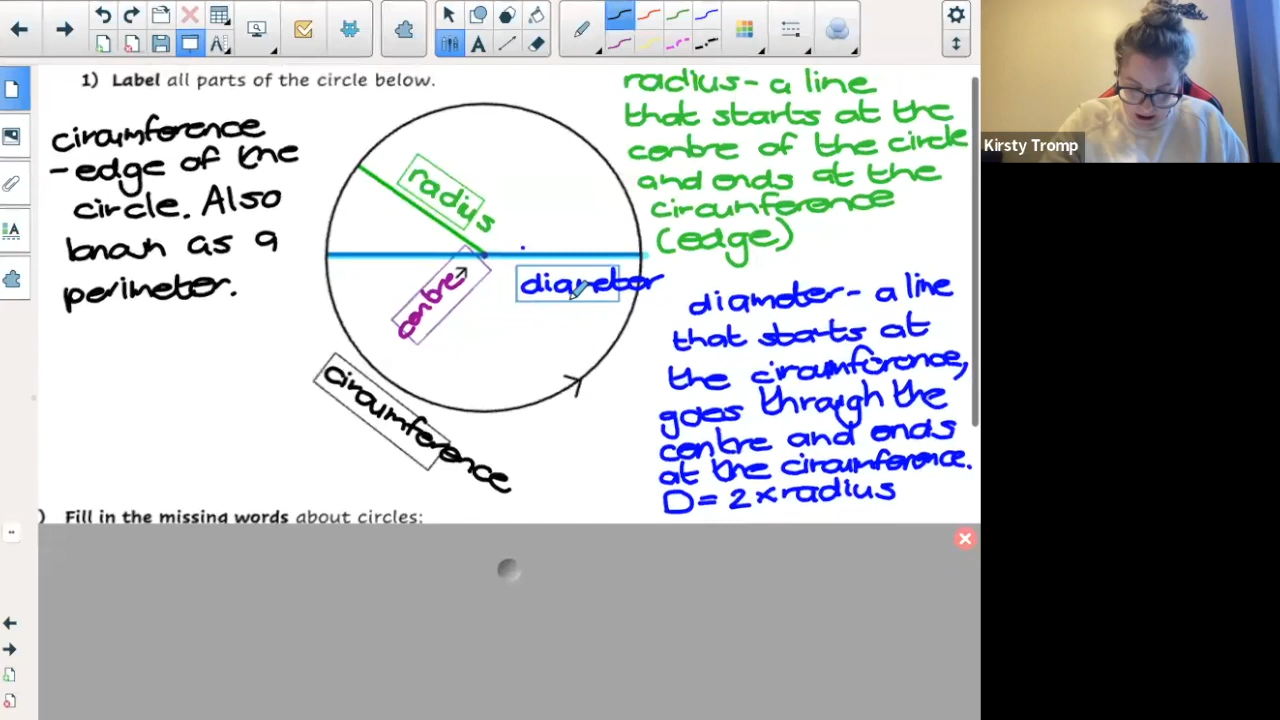 1) Label all parts of the circle below.
circumference
- edge of the
circle. Also
known as a
perimeter.
radius
centre
diameter
circumference
radius - a line
that starts at the
centre of the circle
and ends at the
circumference
(edge)
diameter - a line
that starts at
the circumference,
goes through the
centre and ends
at the circumference.
D = 2 x radius
) Fill in the missing words about circles:
Kirsty Tromp